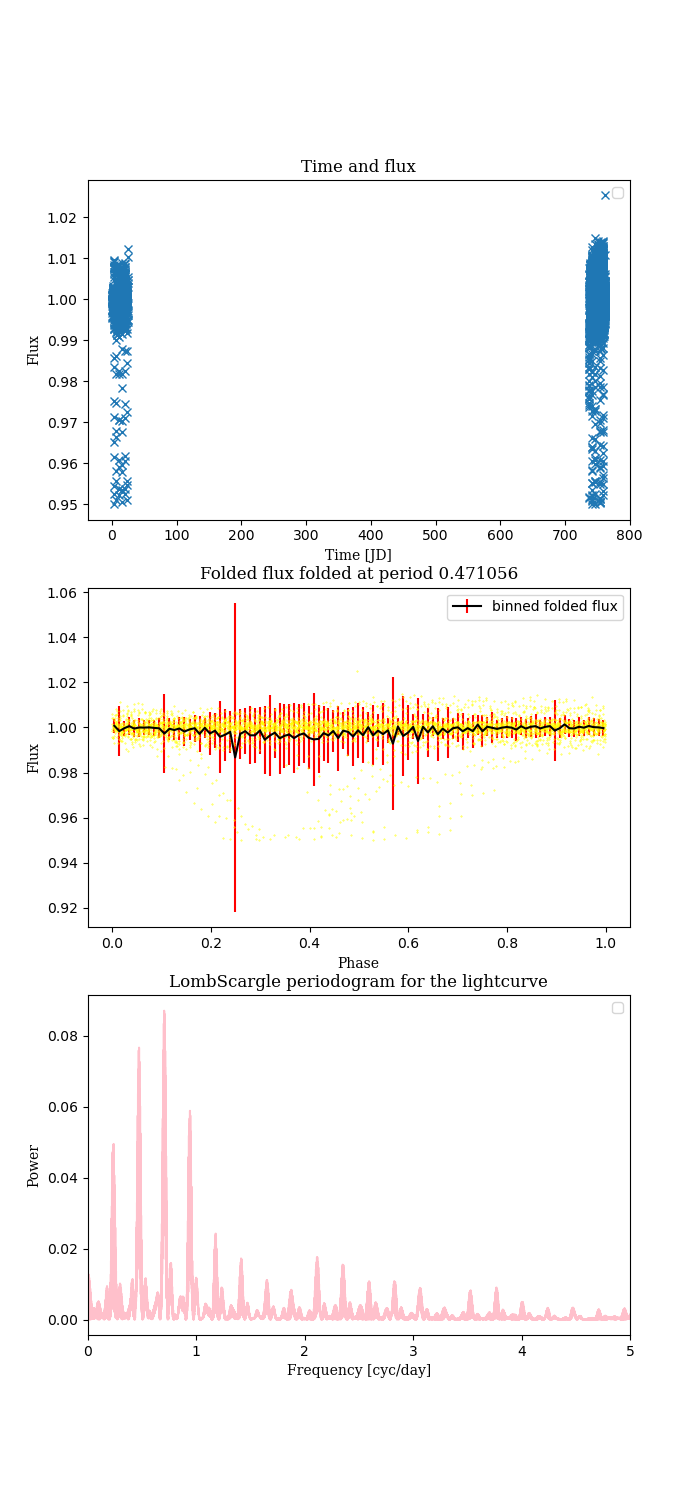 Time and flux
1.02
1.01
1.00
0.99
0.98
0.97
0.96
0.95
Flux
0 100 200 300 400 500 600 700 800
Time [JD]
Folded flux folded at period 0.471056
binned folded flux
1.06
1.04
1.02
1.00
0.98
0.96
0.94
0.92
Flux
0.0 0.2 0.4 0.6 0.8 1.0
Phase
LombScargle periodogram for the lightcurve
0.08
0.06
0.04
0.02
0.00
Power
0 1 2 3 4 5
Frequency [cyc/day]